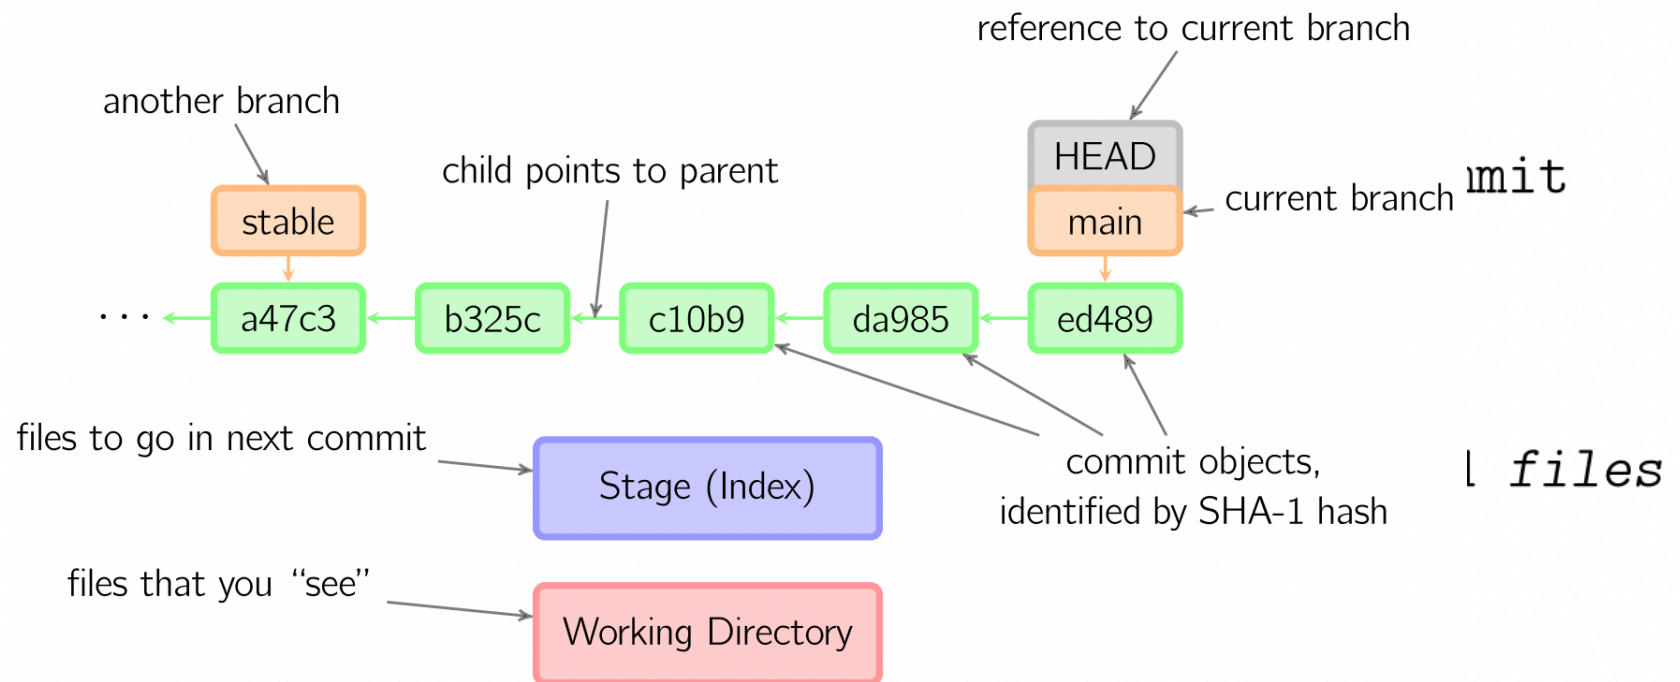 reference to current branch
another branch
child points to parent
HEAD
mit
current branch
stable
main
...
a47c3
b325c
c10b9
da985
ed489
files to go in next commit
Stage (Index)
commit objects,
identified by SHA-1 hash
files
files that you “see”
Working Directory